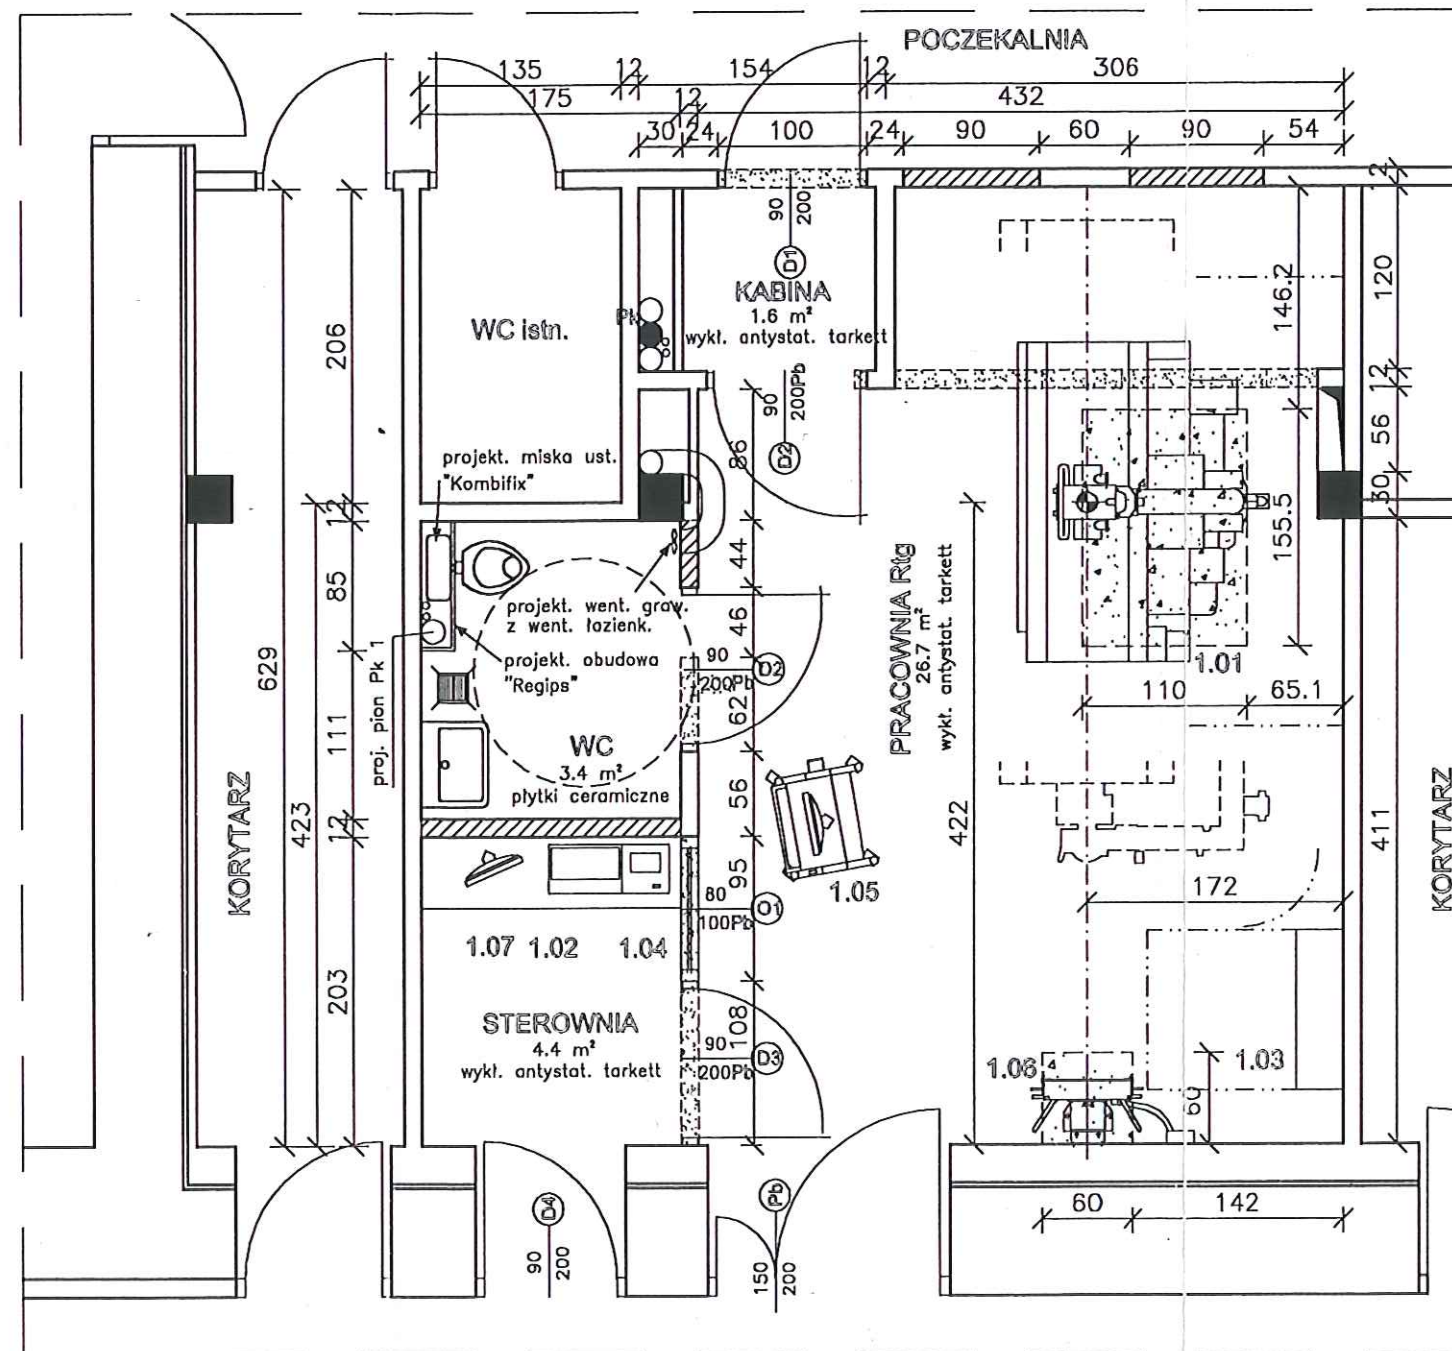 POCZEKALNIA
135
12
154
12
306
175
12
432
30
24
100
24
90
60
90
54
12
90
200
D1
KABINA
1.6 m²
wykł. antystat. tarkett
WC istn.
Pk
206
146.2
120
12
90
200Pb
D2
86
56
30
projekt. miska ust.
"Kombifix"
12
155.5
44
85
projekt. went. graw.
z went. łazienk.
46
PRACOWNIA Rtg
26.7 m²
wykł. antystat. tarkett
projekt. obudowa
"Regips"
90
200Pb
D2
1.01
629
proj. pion Pk 1
110
65.1
62
111
WC
3.4 m²
płytki ceramiczne
56
KORYTARZ
423
12
422
411
KORYTARZ
95
80
100Pb
O1
1.05
172
1.07
1.02
1.04
203
STEROWNIA
4.4 m²
wykł. antystat. tarkett
108
90
200Pb
D3
1.06
1.03
60
D4
90
200
Pb
150
200
60
142